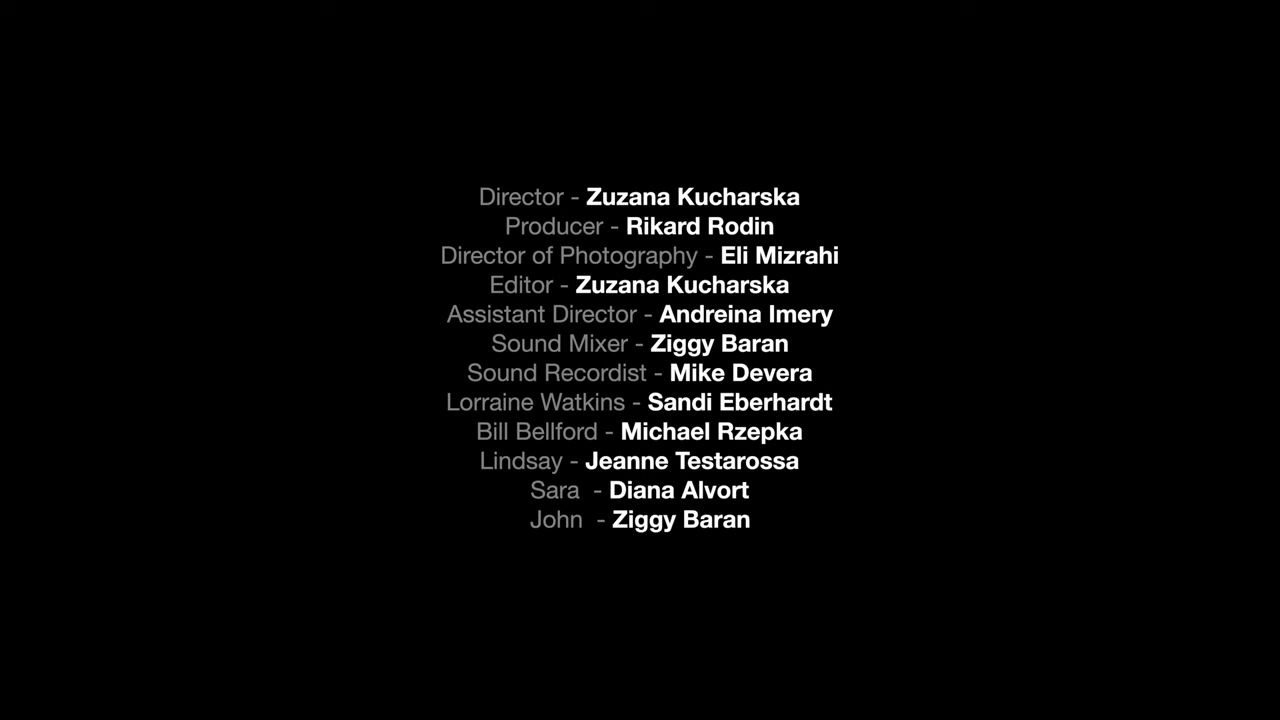 Director - Zuzana Kucharska
Producer - Rikard Rodin
Director of Photography - Eli Mizrahi
Editor - Zuzana Kucharska
Assistant Director - Andreina Imery
Sound Mixer - Ziggy Baran
Sound Recordist - Mike Devera
Lorraine Watkins - Sandi Eberhardt
Bill Bellford - Michael Rzepka
Lindsay - Jeanne Testarossa
Sara - Diana Alvort
John - Ziggy Baran